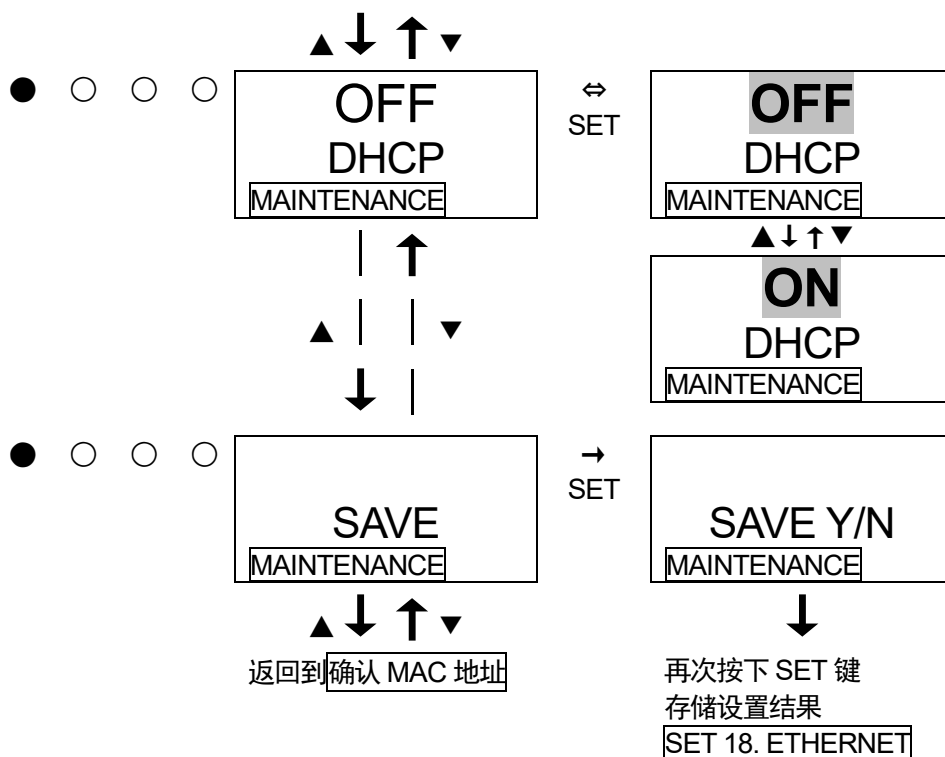 ▲ ↓ ↑ ▼
● ○ ○ ○
OFF
DHCP
MAINTENANCE
⇔
SET
OFF
DHCP
MAINTENANCE
▲ ↓ ↑ ▼
ON
DHCP
MAINTENANCE
▲ ↓ ↑ ▼
● ○ ○ ○
SAVE
MAINTENANCE
→
SET
SAVE Y/N
MAINTENANCE
▲ ↓ ↑ ▼
返回到确认 MAC 地址
↓
再次按下 SET 键
存储设置结果
SET 18. ETHERNET